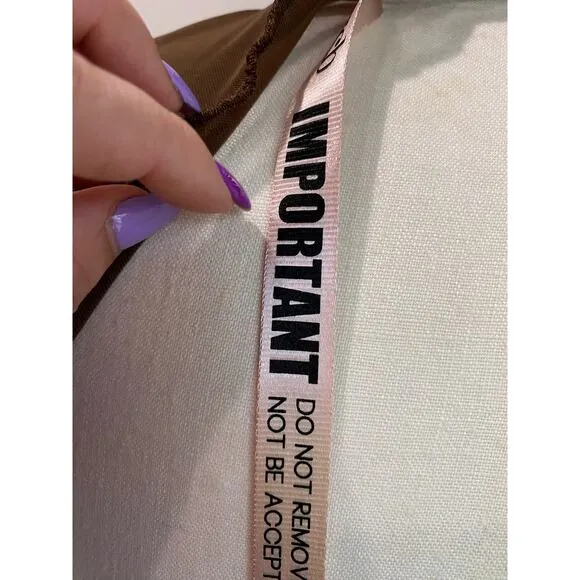 IMPORTANT
DO NOT REMOV
NOT BE ACCEPT